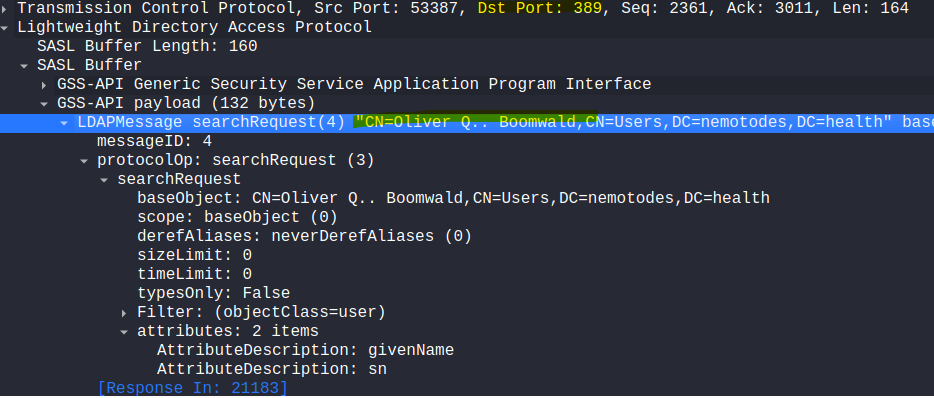 Transmission Control Protocol, Src Port: 53387, Dst Port: 389, Seq: 2361, Ack: 3011, Len: 164
Lightweight Directory Access Protocol
SASL Buffer Length: 160
SASL Buffer
GSS-API Generic Security Service Application Program Interface
GSS-API payload (132 bytes)
LDAPMessage searchRequest(4) "CN=Oliver Q.. Boomwald,CN=Users,DC=nemotodes,DC=health" base
messageID: 4
protocolOp: searchRequest (3)
searchRequest
baseObject: CN=Oliver Q.. Boomwald,CN=Users,DC=nemotodes,DC=health
scope: baseObject (0)
derefAliases: neverDerefAliases (0)
sizeLimit: 0
timeLimit: 0
typesOnly: False
Filter: (objectClass=user)
attributes: 2 items
AttributeDescription: givenName
AttributeDescription: sn
[Response In: 21183]